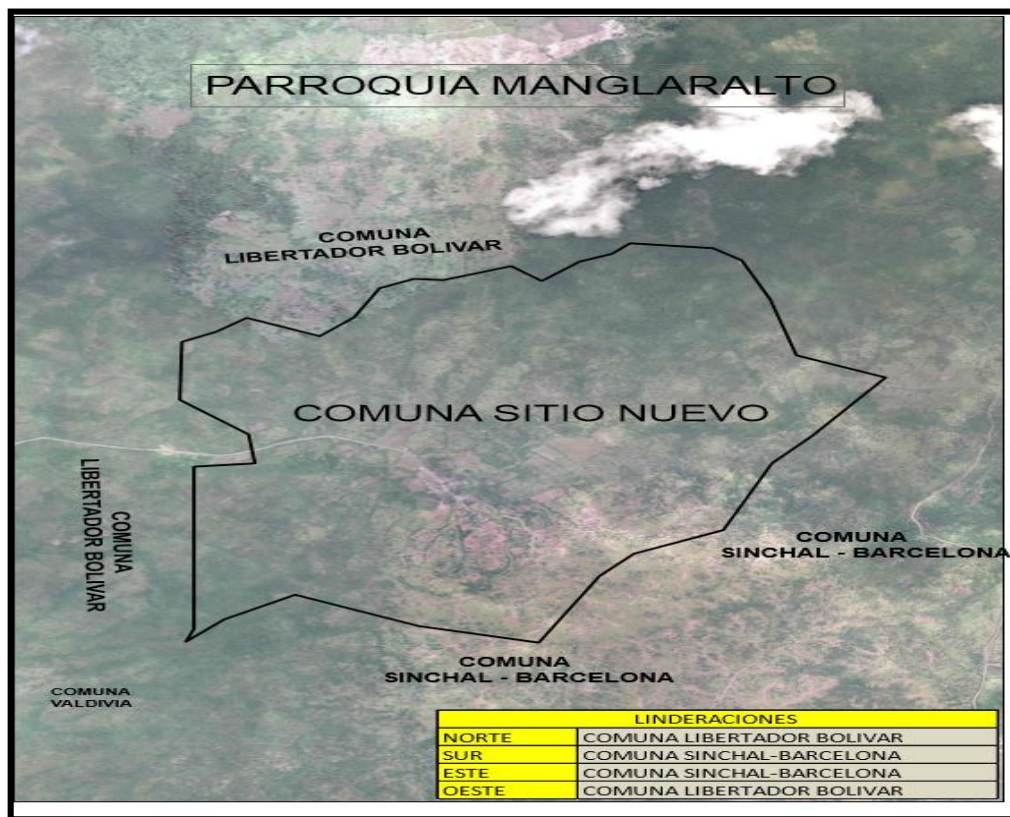 PARROQUIA MANGLARALTO
COMUNA
LIBERTADOR BOLIVAR
COMUNA SITIO NUEVO
COMUNA
LIBERTADOR BOLIVAR
COMUNA
SINCHAL - BARCELONA
COMUNA
SINCHAL - BARCELONA
COMUNA
VALDIVIA
LINDERACIONES
NORTE COMUNA LIBERTADOR BOLIVAR
SUR COMUNA SINCHAL-BARCELONA
ESTE COMUNA SINCHAL-BARCELONA
OESTE COMUNA LIBERTADOR BOLIVAR